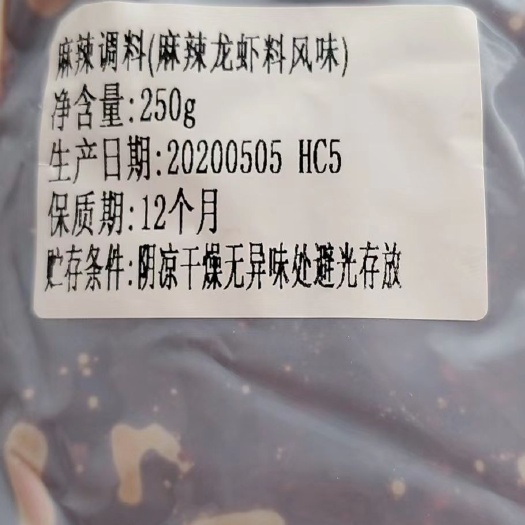 麻辣调料(麻辣龙虾料风味)
净含量:250g
生产日期:20200505 HC5
保质期:12个月
贮存条件:阴凉干燥无异味处避光存放